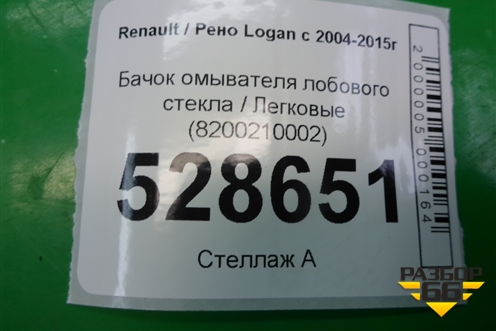 Renault / Рено Logan с 2004-2015г
Бачок омывателя лобового
стекла / Легковые
(8200210002)
528651
Стеллаж А
2000005000164
РАЗБОР
66